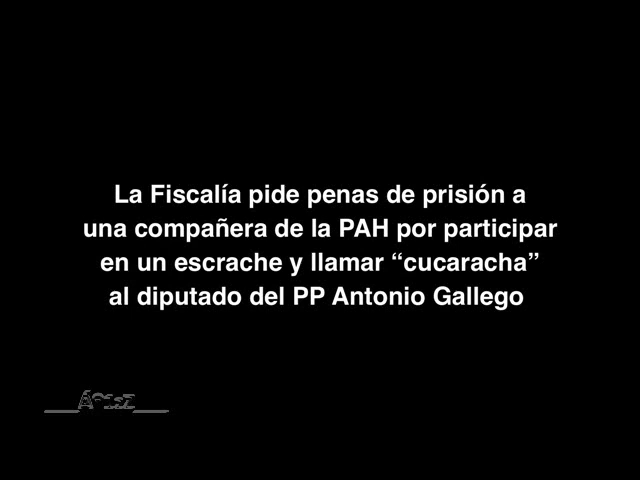 La Fiscalía pide penas de prisión a
una compañera de la PAH por participar
en un escrache y llamar “cucaracha”
al diputado del PP Antonio Gallego